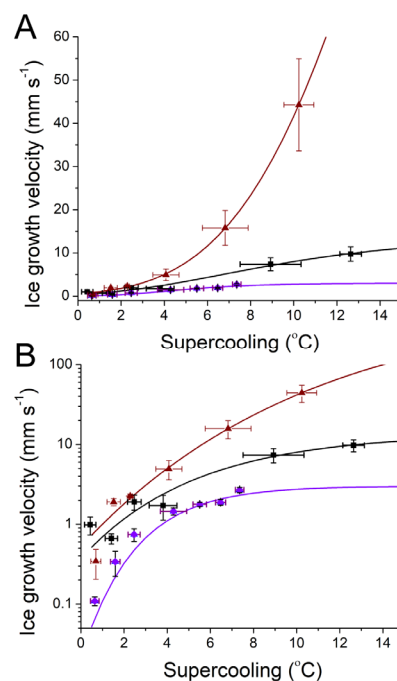 A
60
50
40
30
20
10
0
Ice growth velocity (mm s⁻¹)
0 2 4 6 8 10 12 14
Supercooling (°C)
B
100
10
1
0.1
Ice growth velocity (mm s⁻¹)
0 2 4 6 8 10 12 14
Supercooling (°C)